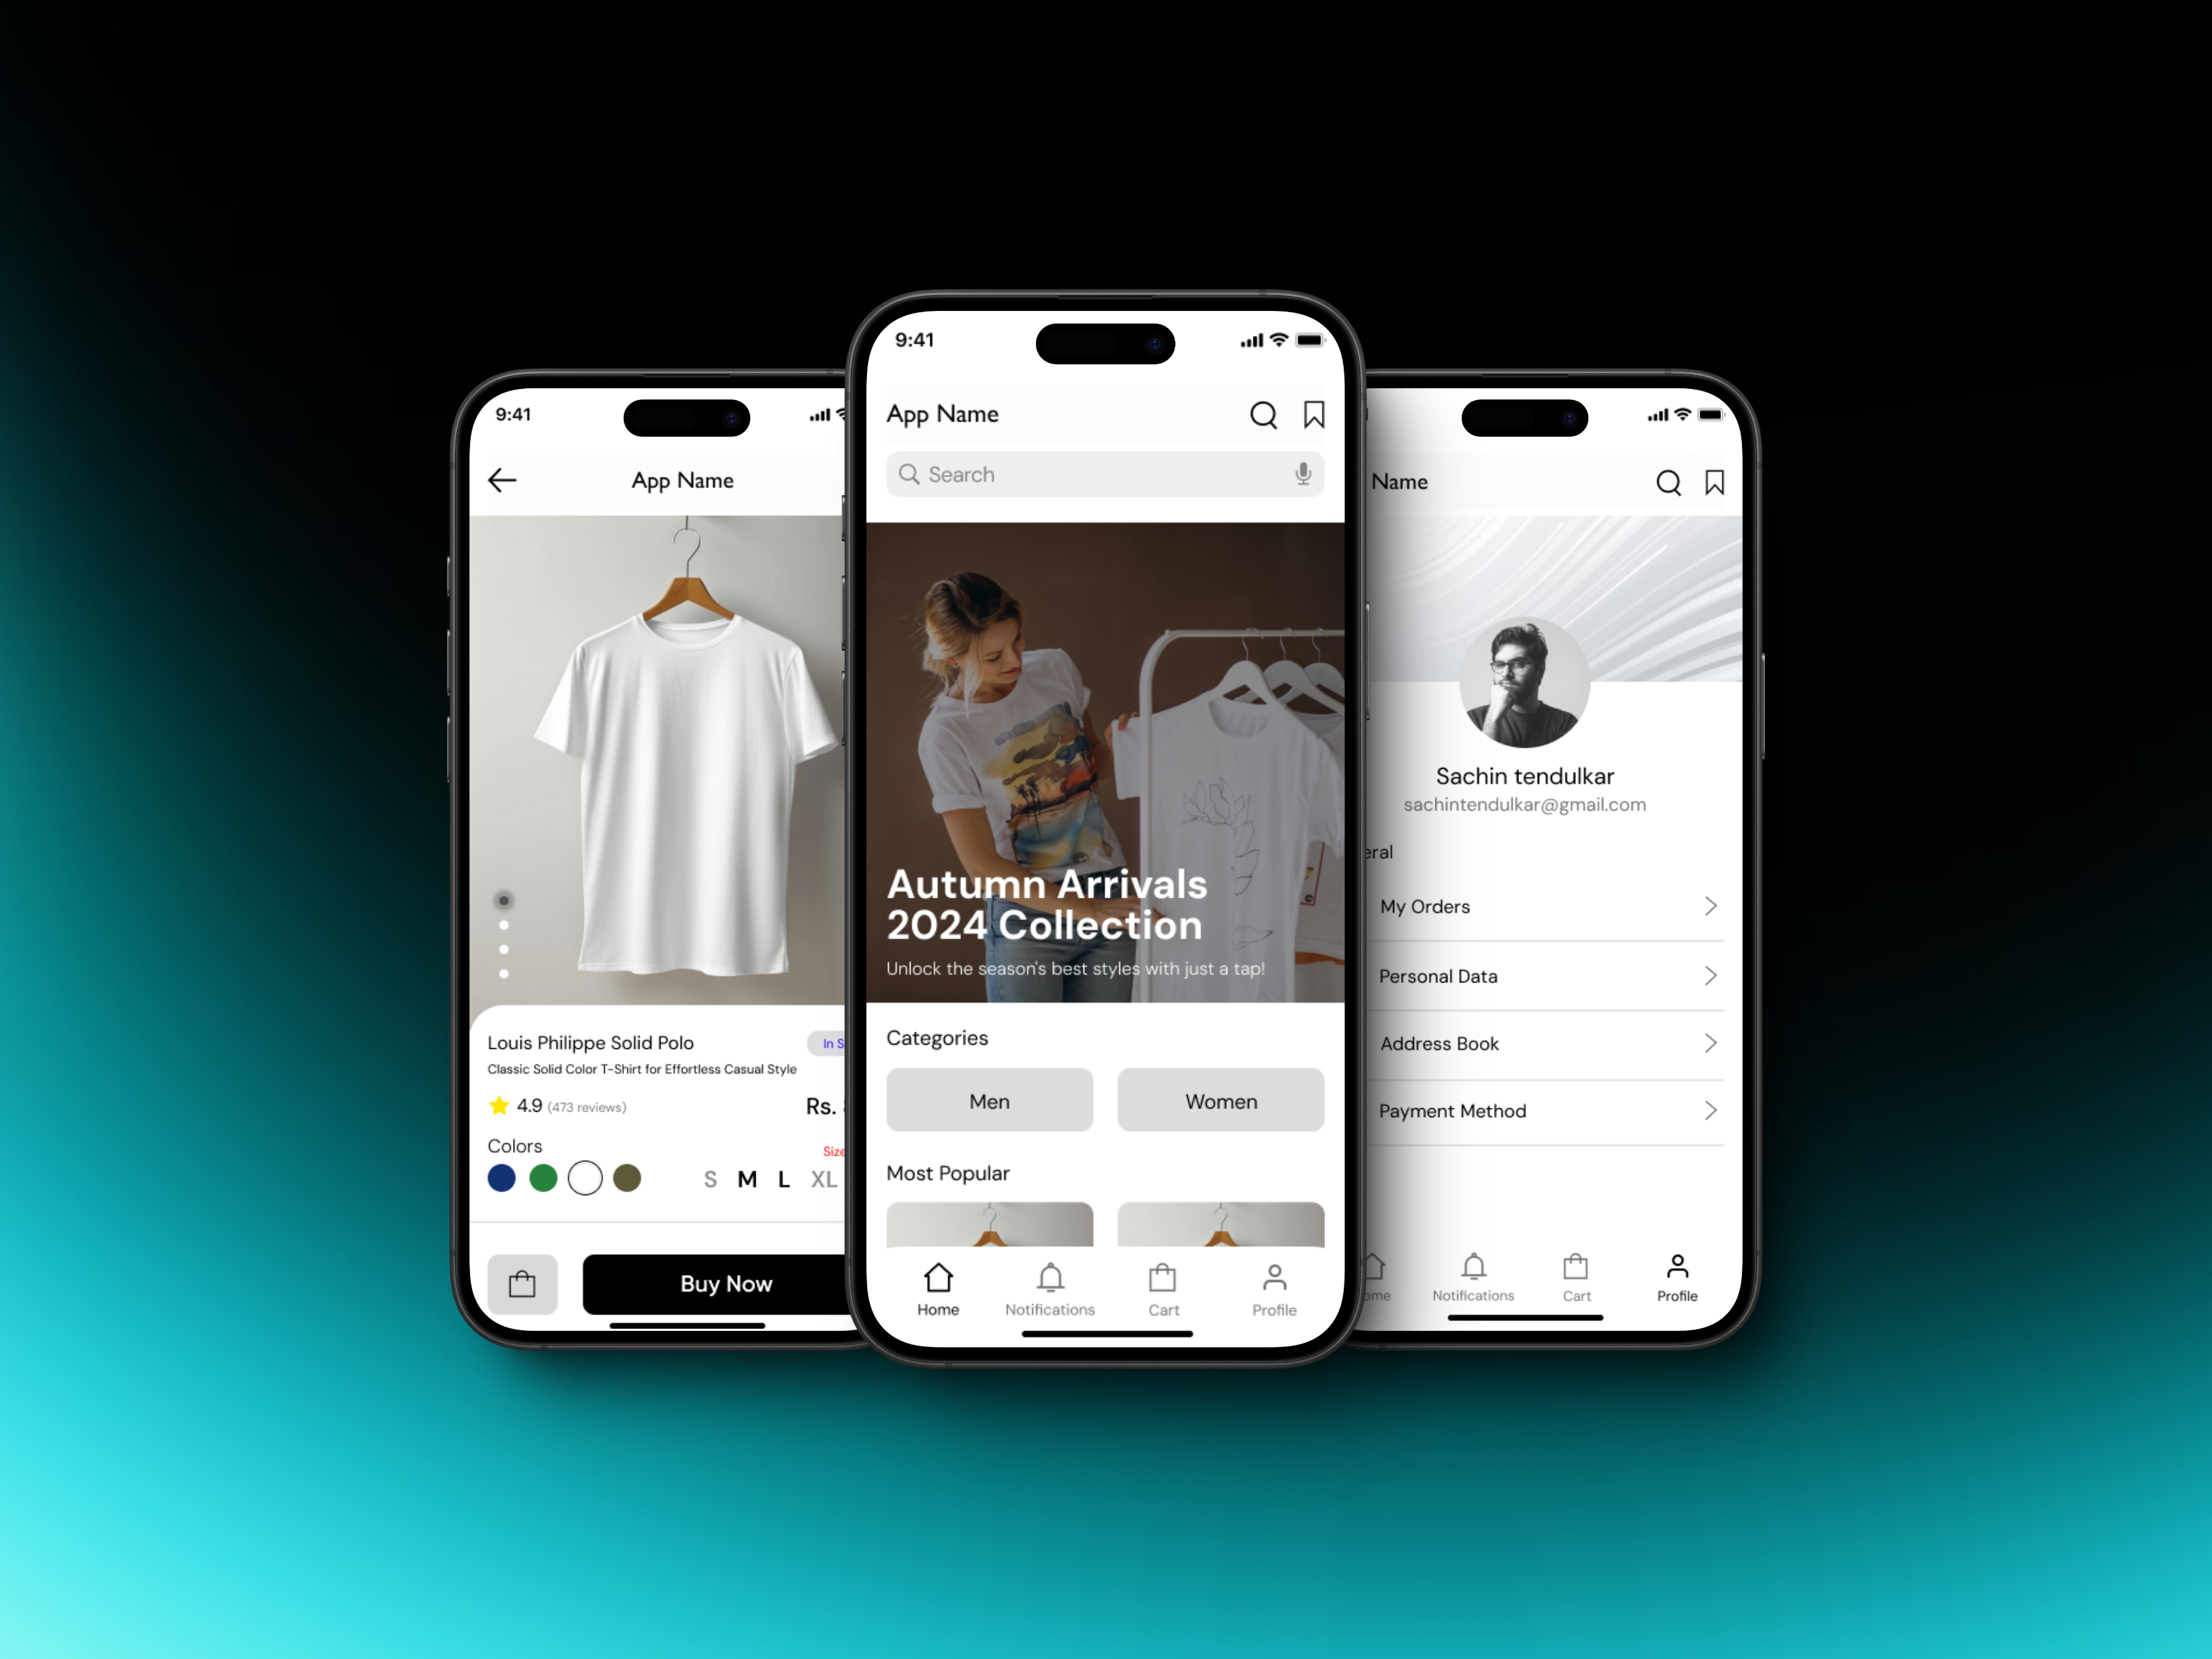 9:41
App Name
Louis Philippe Solid Polo
In
Classic Solid Color T-Shirt for Effortless Casual Style
4.9 (473 reviews)
Rs.
Colors
Size
S M L XL
Buy Now
9:41
App Name
Search
Autumn Arrivals
2024 Collection
Unlock the season's best styles with just a tap!
Categories
Men Women
Most Popular
Home Notifications Cart Profile
Name
Sachin tendulkar
sachintendulkar@gmail.com
My Orders
Personal Data
Address Book
Payment Method
Notifications Cart Profile